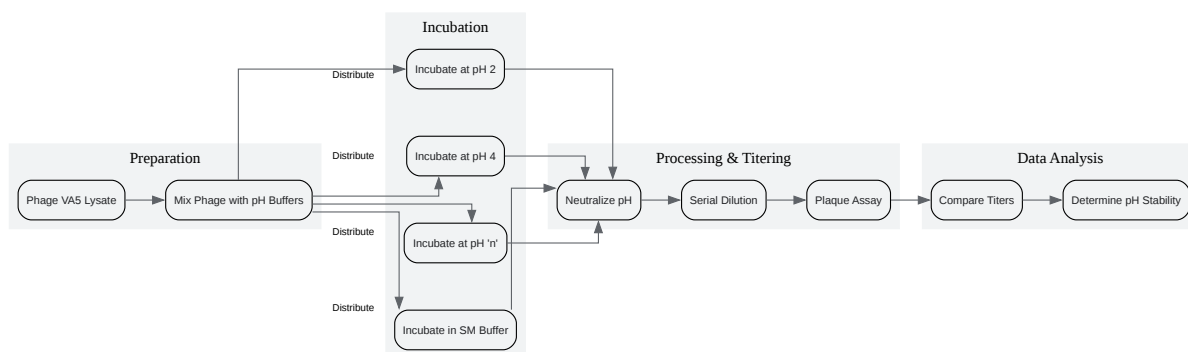 Incubation
Incubate at pH 2
Distribute
Distribute
Incubate at pH 4
Preparation
Processing & Titering
Data Analysis
Phage VA5 Lysate
Mix Phage with pH Buffers
Neutralize pH
Serial Dilution
Plaque Assay
Compare Titers
Determine pH Stability
Distribute
Incubate at pH 'n'
Distribute
Incubate in SM Buffer